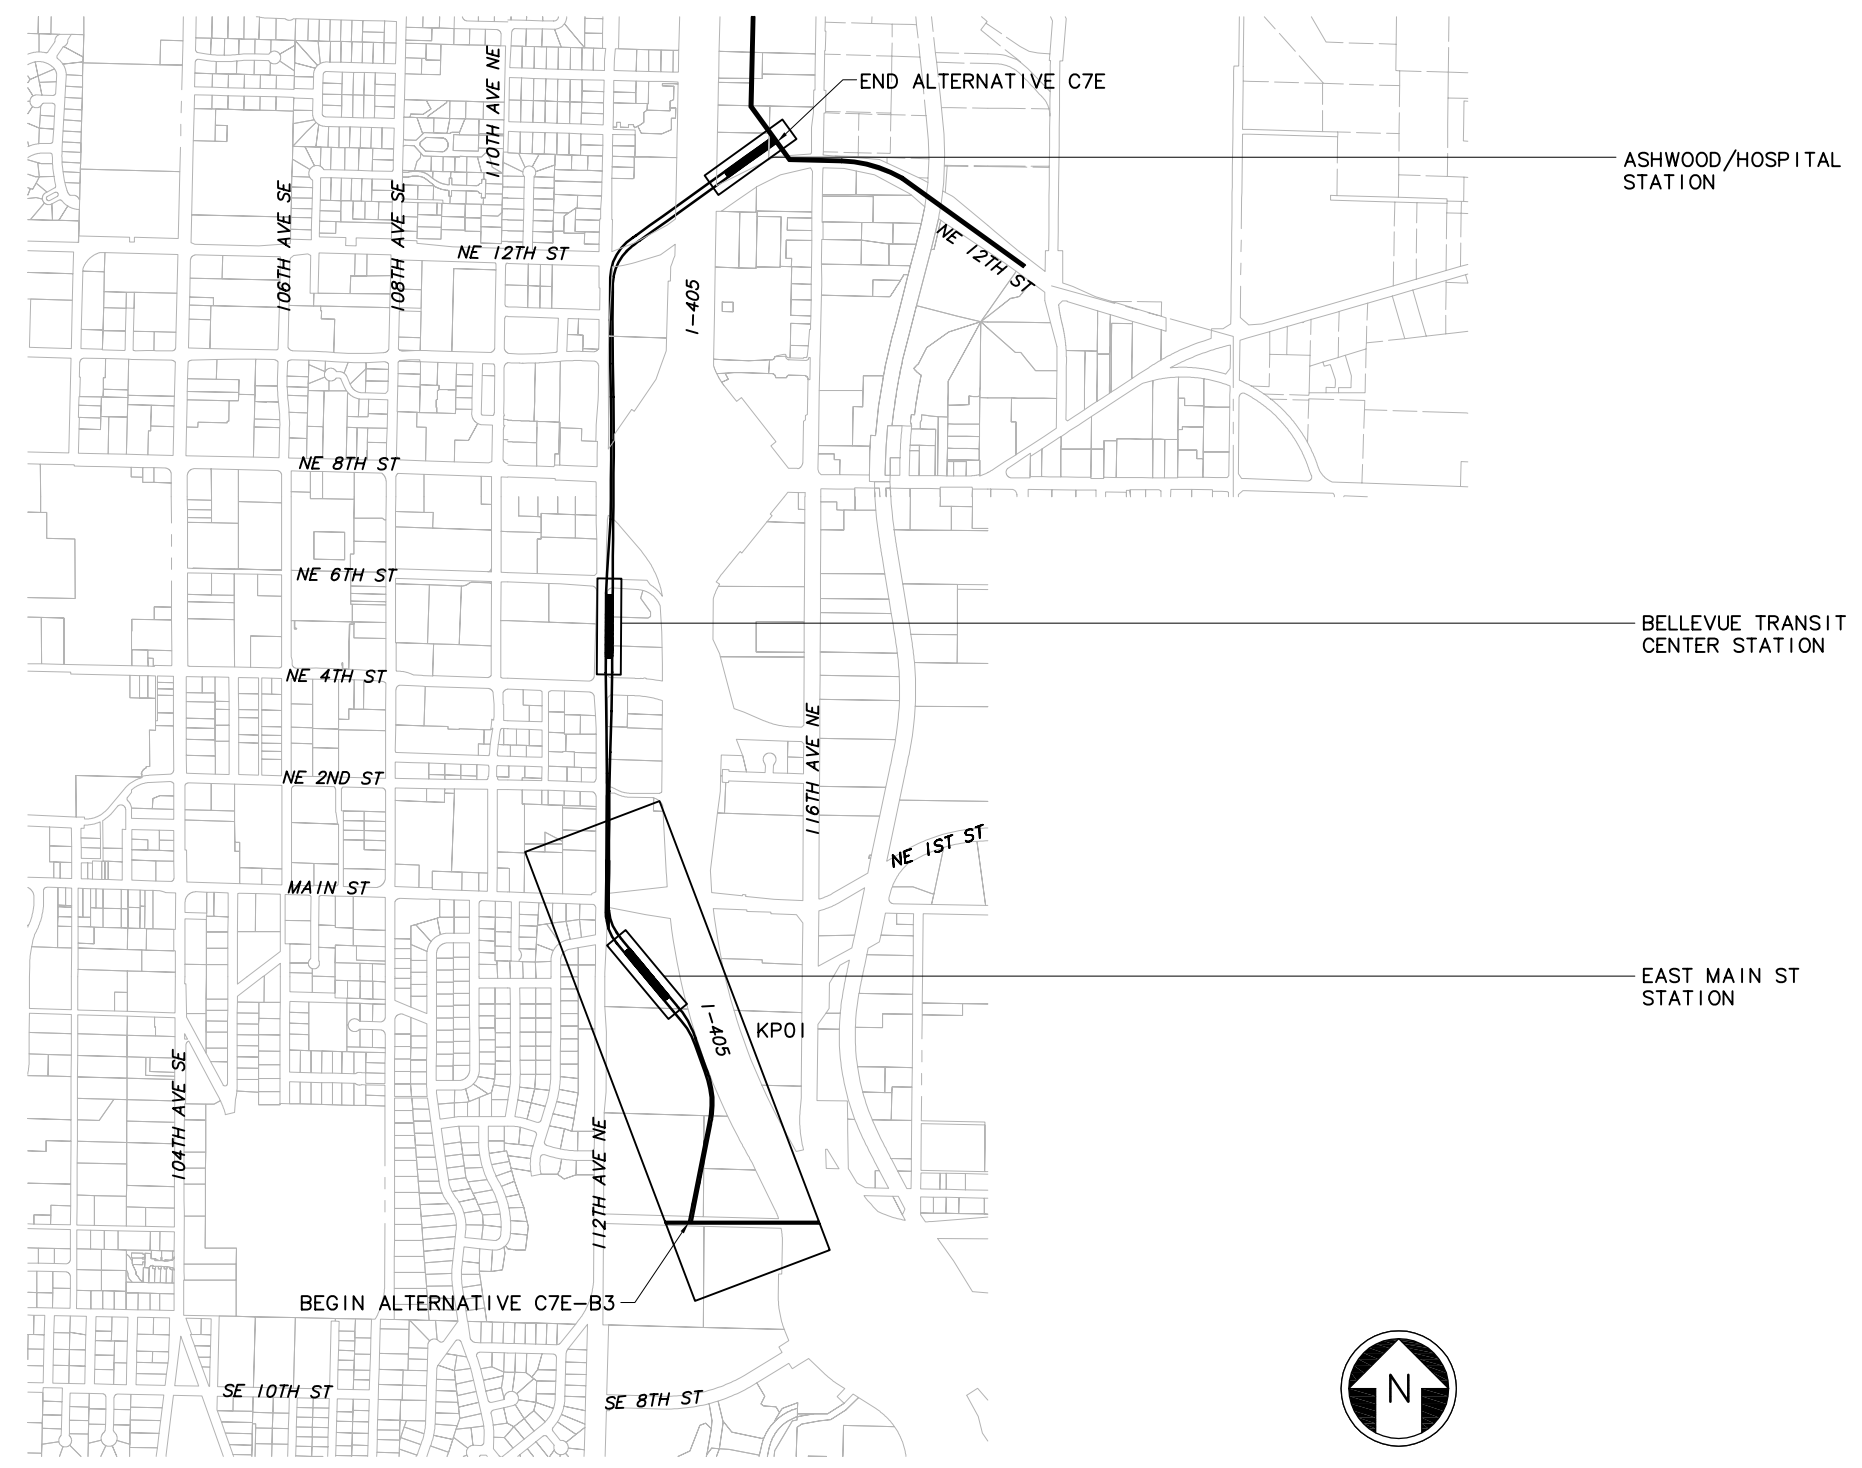 110TH AVE NE
END ALTERNATIVE C7E
ASHWOOD/HOSPITAL
STATION
106TH AVE SE
108TH AVE SE
NE 12TH ST
NE 12TH ST
I-405
NE 8TH ST
NE 6TH ST
BELLEVUE TRANSIT
CENTER STATION
NE 4TH ST
116TH AVE NE
NE 2ND ST
NE 1ST ST
MAIN ST
EAST MAIN ST
STATION
I-405
KP01
104TH AVE SE
112TH AVE NE
BEGIN ALTERNATIVE C7E-B3
SE 10TH ST
SE 8TH ST
N